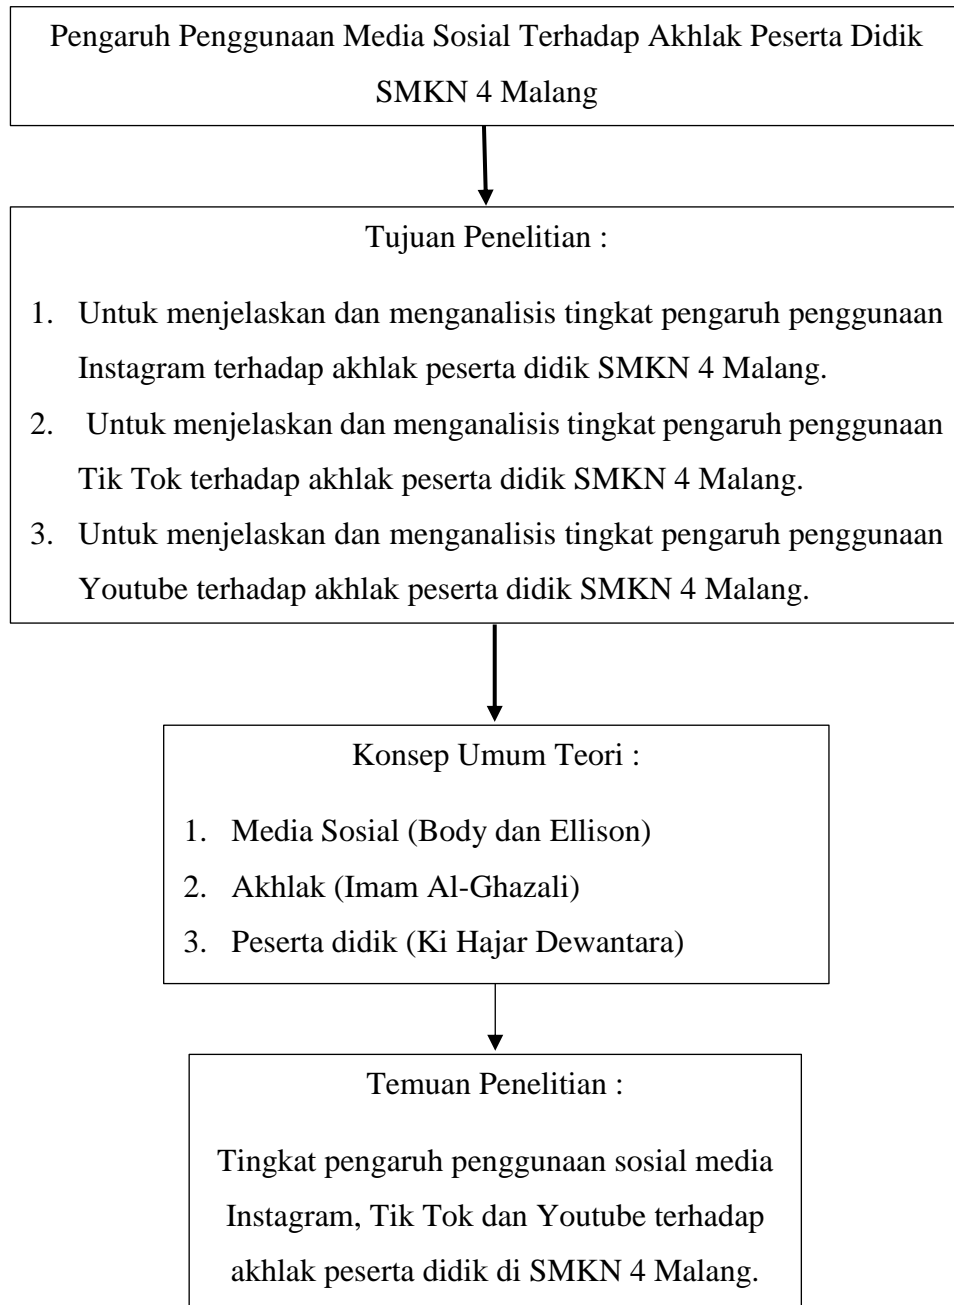 Pengaruh Penggunaan Media Sosial Terhadap Akhlak Peserta Didik
SMKN 4 Malang
Tujuan Penelitian :
1. Untuk menjelaskan dan menganalisis tingkat pengaruh penggunaan
Instagram terhadap akhlak peserta didik SMKN 4 Malang.
2. Untuk menjelaskan dan menganalisis tingkat pengaruh penggunaan
Tik Tok terhadap akhlak peserta didik SMKN 4 Malang.
3. Untuk menjelaskan dan menganalisis tingkat pengaruh penggunaan
Youtube terhadap akhlak peserta didik SMKN 4 Malang.
Konsep Umum Teori :
1. Media Sosial (Body dan Ellison)
2. Akhlak (Imam Al-Ghazali)
3. Peserta didik (Ki Hajar Dewantara)
Temuan Penelitian :
Tingkat pengaruh penggunaan sosial media
Instagram, Tik Tok dan Youtube terhadap
akhlak peserta didik di SMKN 4 Malang.